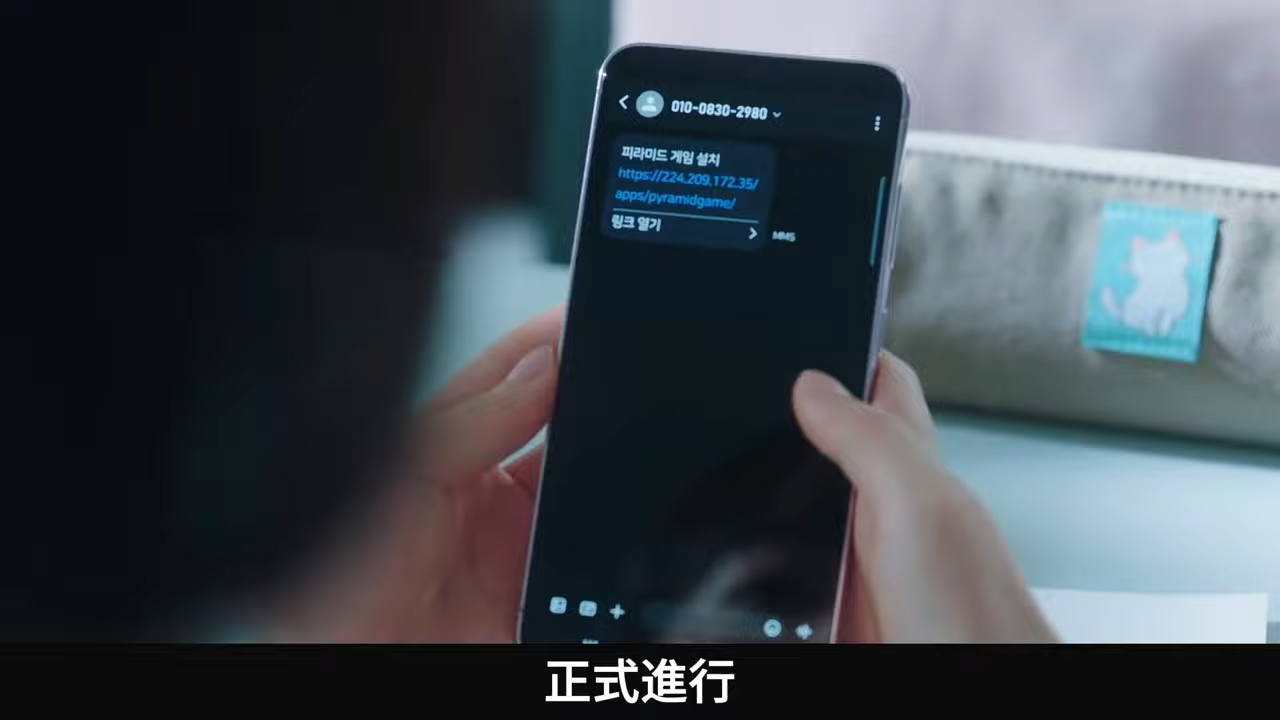 010-0830-2980
피라미드 게임 설치
https://224.209.172.35/
apps/pyramidgame/
링크 열기
MMS
正式進行